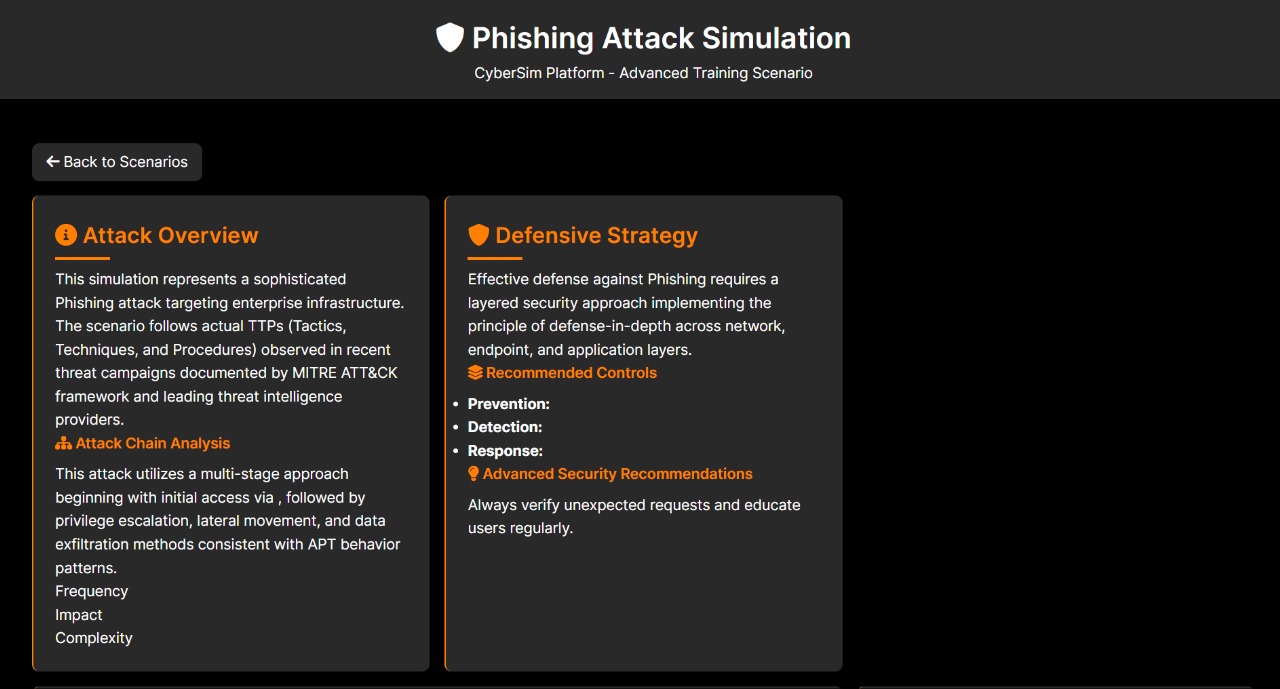 Phishing Attack Simulation
CyberSim Platform - Advanced Training Scenario
Back to Scenarios
Attack Overview
This simulation represents a sophisticated
Phishing attack targeting enterprise infrastructure.
The scenario follows actual TTPs (Tactics,
Techniques, and Procedures) observed in recent
threat campaigns documented by MITRE ATT&CK
framework and leading threat intelligence
providers.
Attack Chain Analysis
This attack utilizes a multi-stage approach
beginning with initial access via , followed by
privilege escalation, lateral movement, and data
exfiltration methods consistent with APT behavior
patterns.
Frequency
Impact
Complexity
Defensive Strategy
Effective defense against Phishing requires a
layered security approach implementing the
principle of defense-in-depth across network,
endpoint, and application layers.
Recommended Controls
• Prevention:
• Detection:
• Response:
Advanced Security Recommendations
Always verify unexpected requests and educate
users regularly.